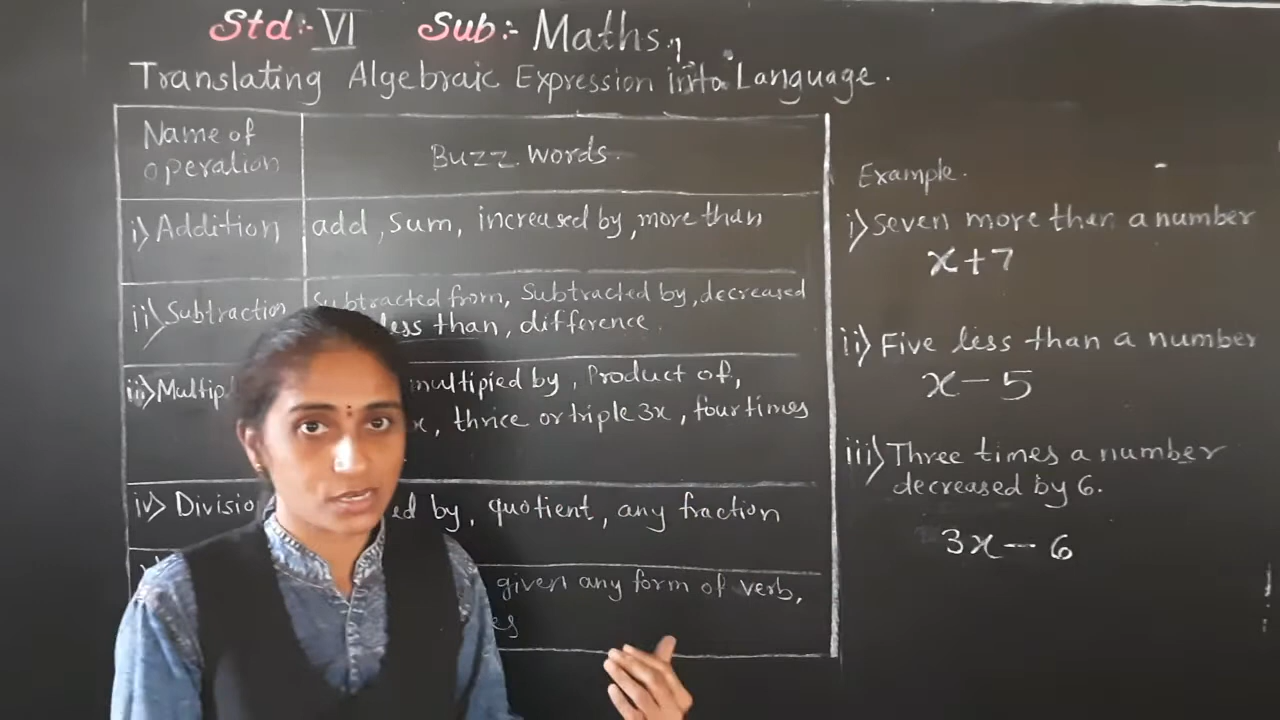 Std:- VI Sub:- Maths.
Translating Algebraic Expression into Language.
Name of
operation
Buzz words.
i) Addition
add, sum, increased by, more than
ii) Subtraction
Subtracted from, Subtracted by, decreased
less than, difference.
iii) Multipl
multipied by, Product of,
x, thrice or triple 3x, four times
iv) Divisio
ed by, quotient, any fraction
given any form of verb,
es
Example.
i) Seven more than a number
x+7
ii) Five less than a number
x-5
iii) Three times a number
decreased by 6.
3x-6